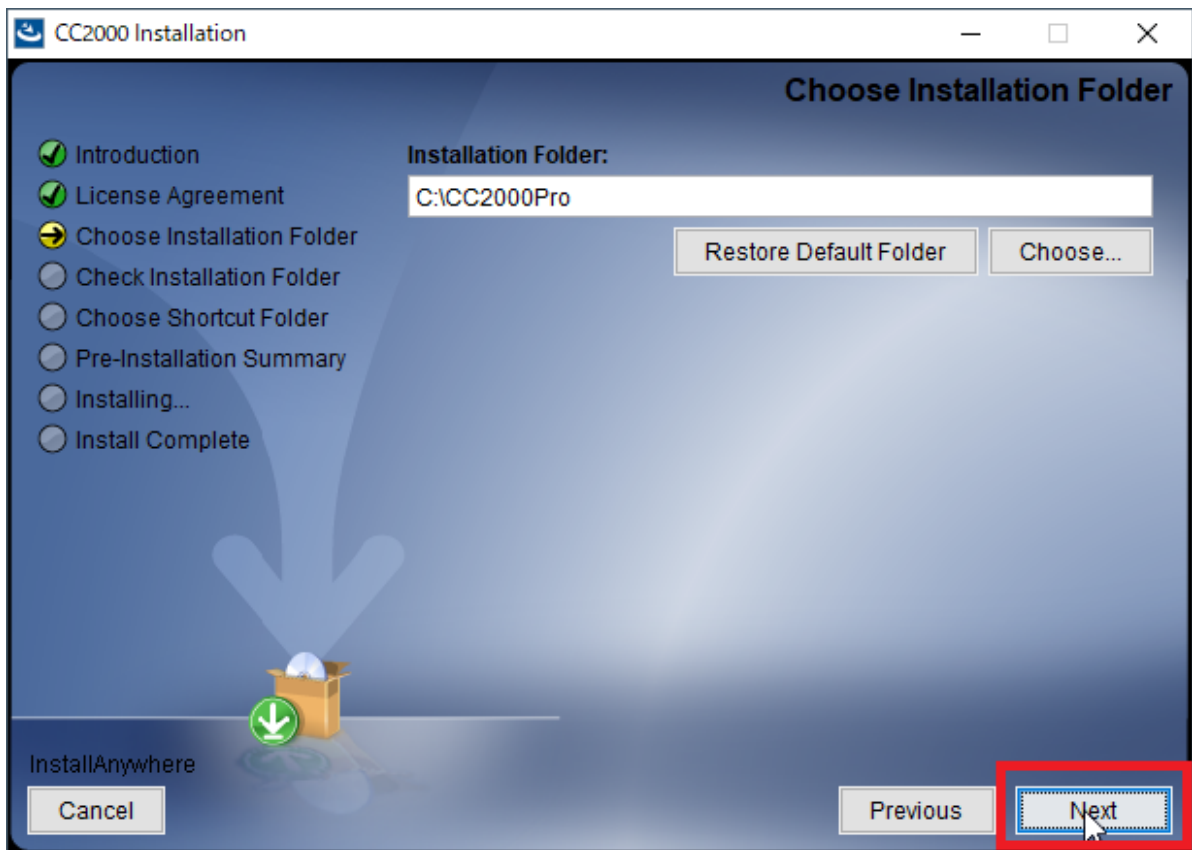 CC2000 Installation
Choose Installation Folder
Introduction
License Agreement
Choose Installation Folder
Check Installation Folder
Choose Shortcut Folder
Pre-Installation Summary
Installing...
Install Complete
Installation Folder:
C:\CC2000Pro
Restore Default Folder
Choose...
InstallAnywhere
Cancel
Previous
Next